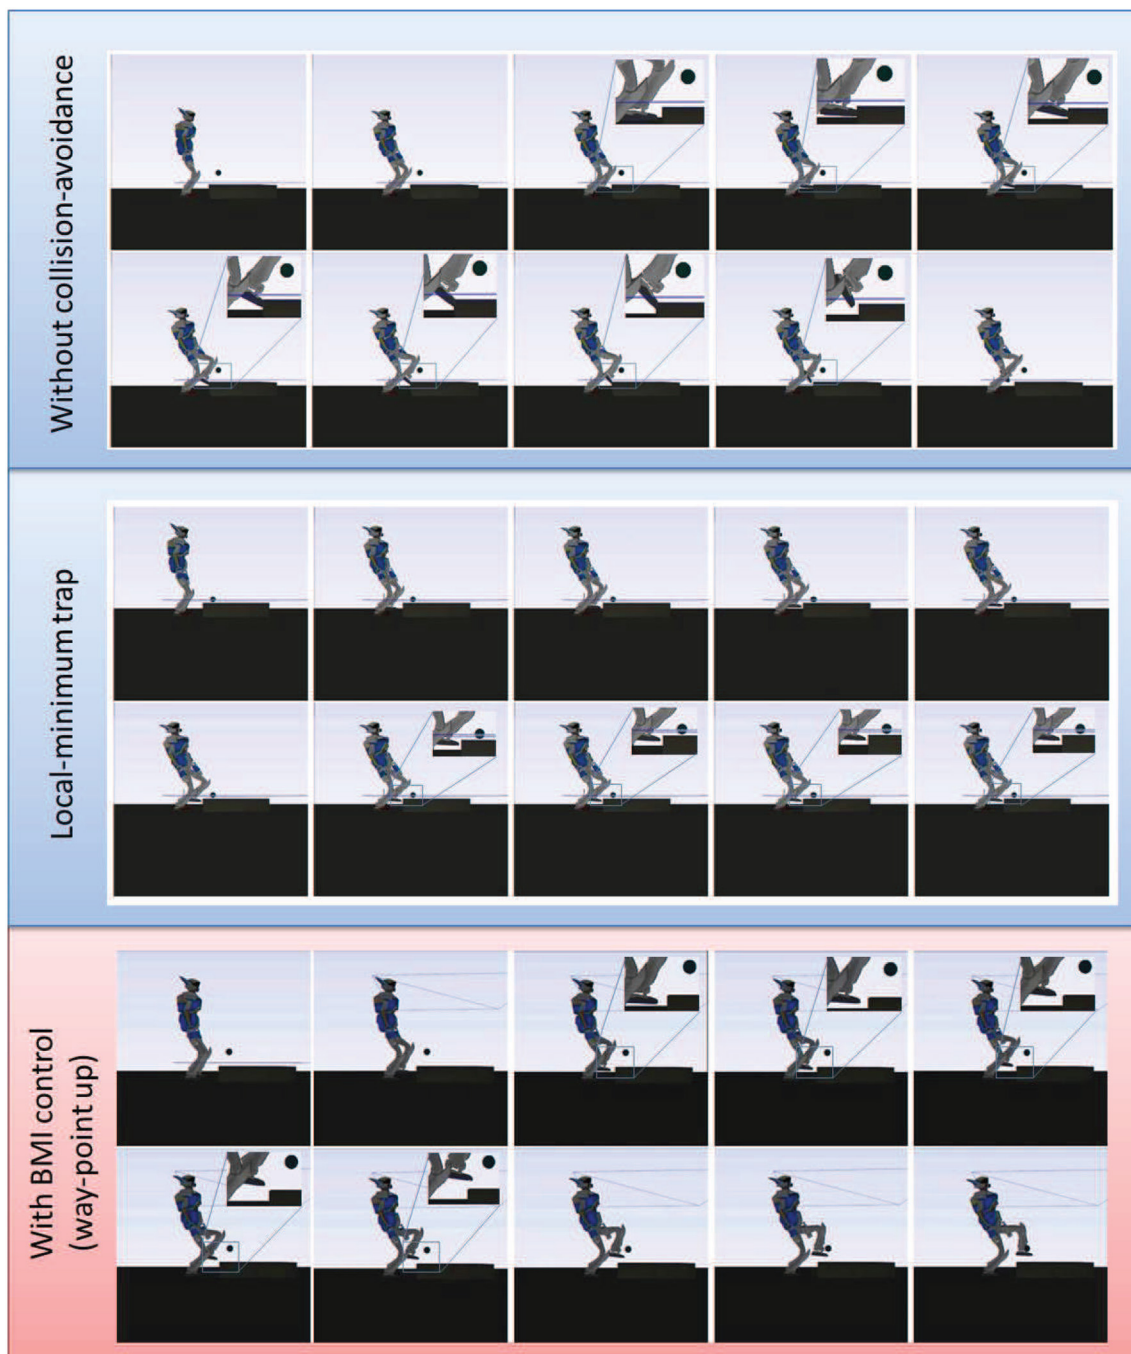 Without collision-avoidance
Local-minimum trap
With BMI control
(way-point up)